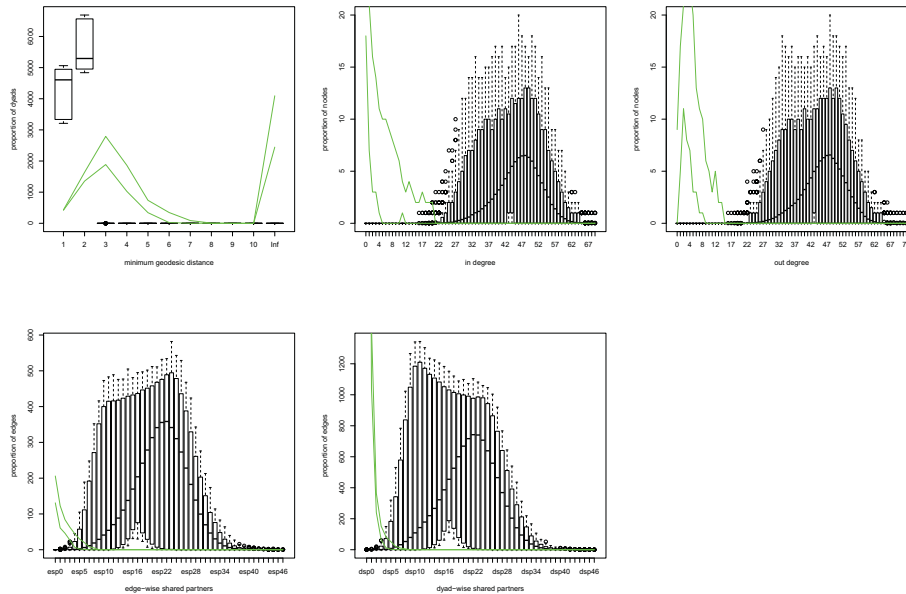 proportion of dyads
0 1000 2000 3000 4000 5000 6000
1 2 3 4 5 6 7 8 9 10 Inf
minimum geodesic distance
proportion of nodes
0 5 10 15 20
0 4 8 12 17 22 27 32 37 42 47 52 57 62 67
in degree
proportion of nodes
0 5 10 15 20
0 4 8 12 17 22 27 32 37 42 47 52 57 62 67
out degree
proportion of edges
0 100 200 300 400 500 600
esp0 esp5 esp10 esp16 esp22 esp28 esp34 esp40 esp46
edge−wise shared partners
proportion of edges
0 200 400 600 800 1000 1200
dsp0 dsp5 dsp10 dsp16 dsp22 dsp28 dsp34 dsp40 dsp46
dyad−wise shared partners